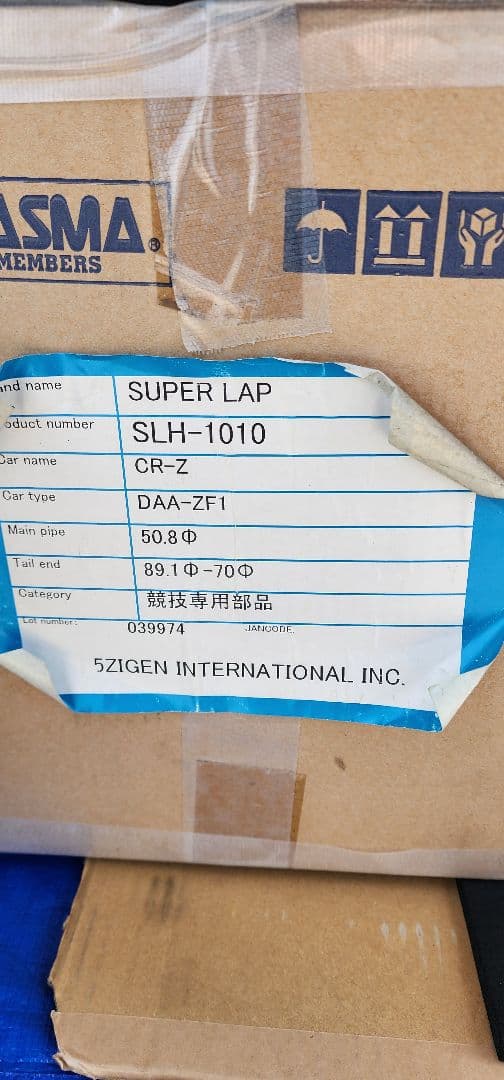 ASMA®
MEMBERS
nd name SUPER LAP
oduct number SLH-1010
Car name CR-Z
Car type DAA-ZF1
Main pipe 50.8Φ
Tail end 89.1Φ-70Φ
Category 競技専用部品
Lot number: 039974 JANCODE:
5ZIGEN INTERNATIONAL INC.